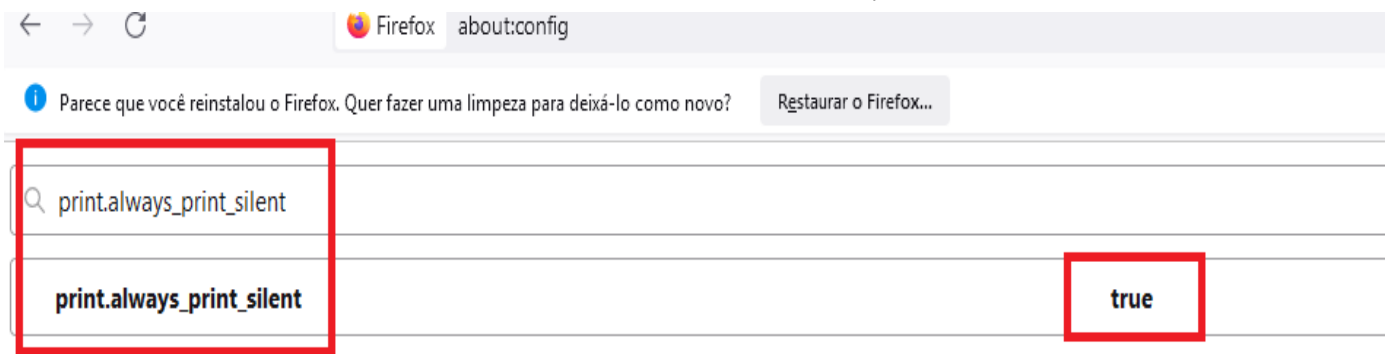 Firefox about:config
Parece que você reinstalou o Firefox. Quer fazer uma limpeza para deixá-lo como novo? Restaurar o Firefox...
print.always_print_silent
print.always_print_silent true